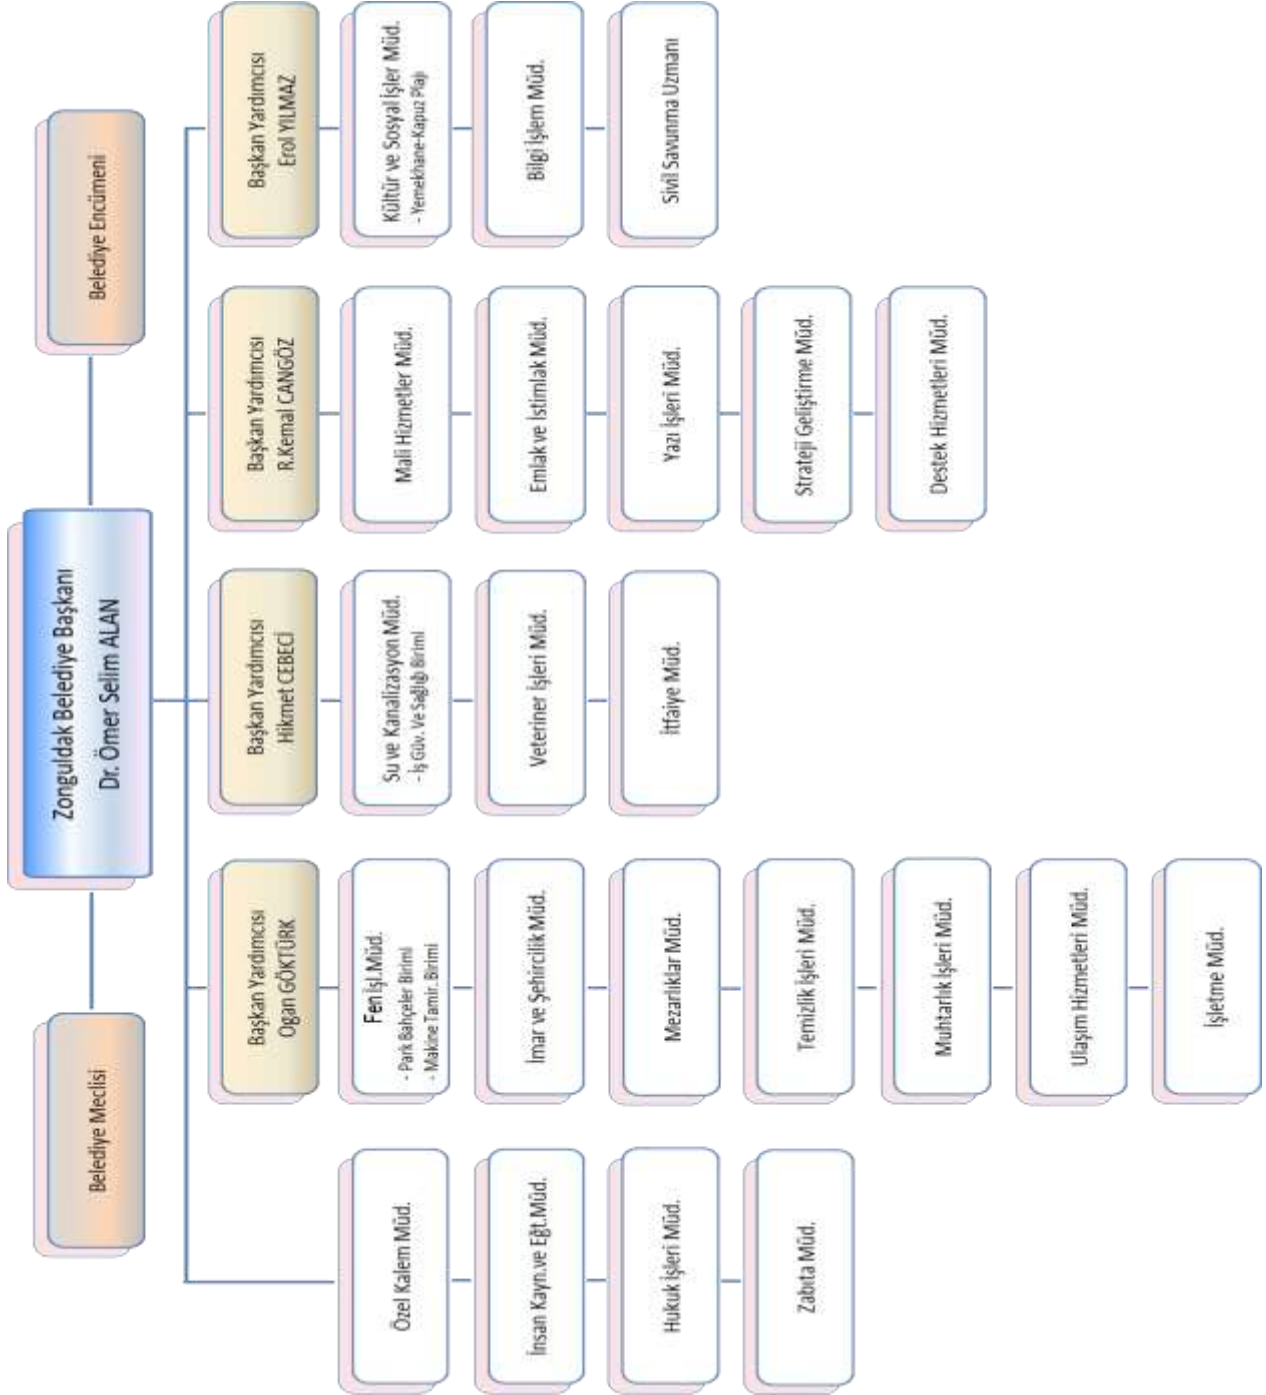 Belediye Meclisi
Zonguldak Belediye Başkanı
Dr. Ömer Selim ALAN
Belediye Encümeni
Özel Kalem Müd.
İnsan Kayn.ve Eğt.Müd.
Hukuk İşleri Müd.
Zabıta Müd.
Başkan Yardımcısı
Ogan GÖKTÜRK
Fen İşl.Müd.
- Park Bahçeler Birimi
- Makine Tamir. Birimi
İmar ve Şehircilik Müd.
Mezarlıklar Müd.
Temizlik İşleri Müd.
Muhtarlık İşleri Müd.
Ulaşım Hizmetleri Müd.
İşletme Müd.
Başkan Yardımcısı
Hikmet CEBECİ
Su ve Kanalizasyon Müd.
- İş Güv. Ve Sağlığı Birimi
Veteriner İşleri Müd.
İtfaiye Müd.
Başkan Yardımcısı
R.Kemal CANGÖZ
Mali Hizmetler Müd.
Emlak ve İstimlak Müd.
Yazı İşleri Müd.
Strateji Geliştirme Müd.
Destek Hizmetleri Müd.
Başkan Yardımcısı
Erol YILMAZ
Kültür ve Sosyal İşler Müd.
- Yemekhane-Kapuz Plajı
Bilgi İşlem Müd.
Sivil Savunma Uzmanı